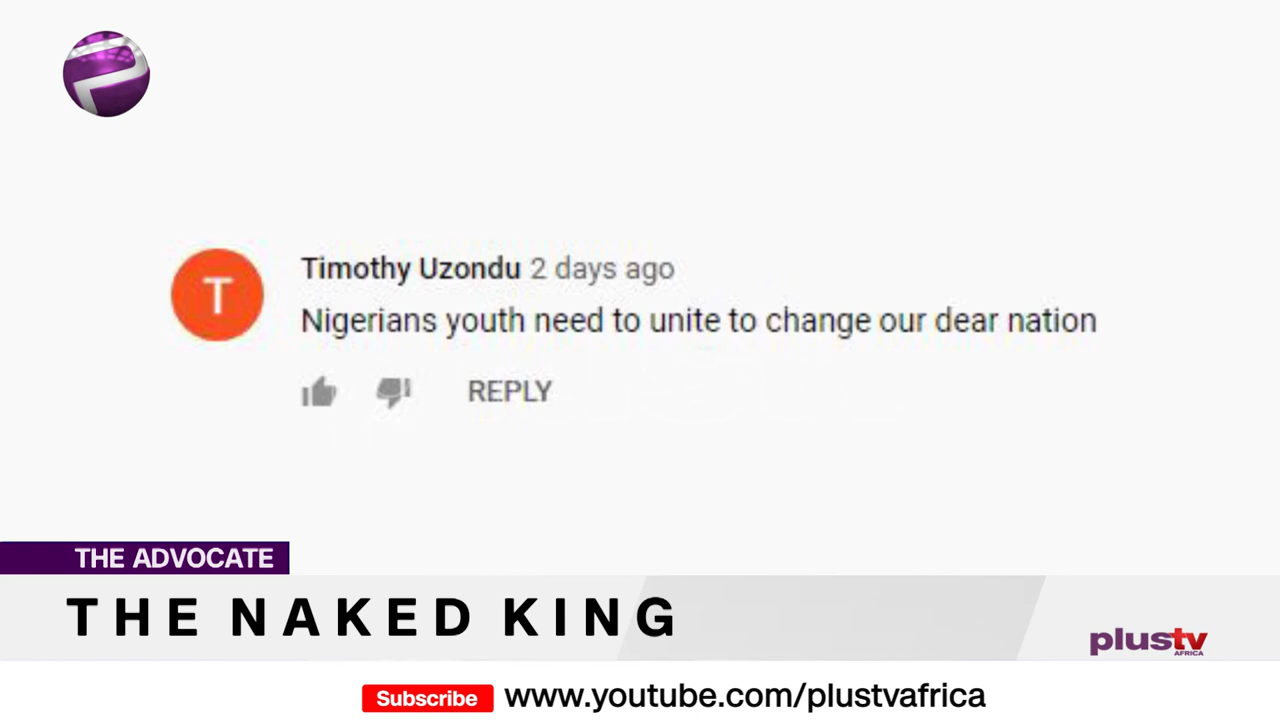 T
Timothy Uzondu 2 days ago
Nigerians youth need to unite to change our dear nation
REPLY
THE ADVOCATE
THE NAKED KING
plustv
AFRICA
Subscribe www.youtube.com/plustvafrica